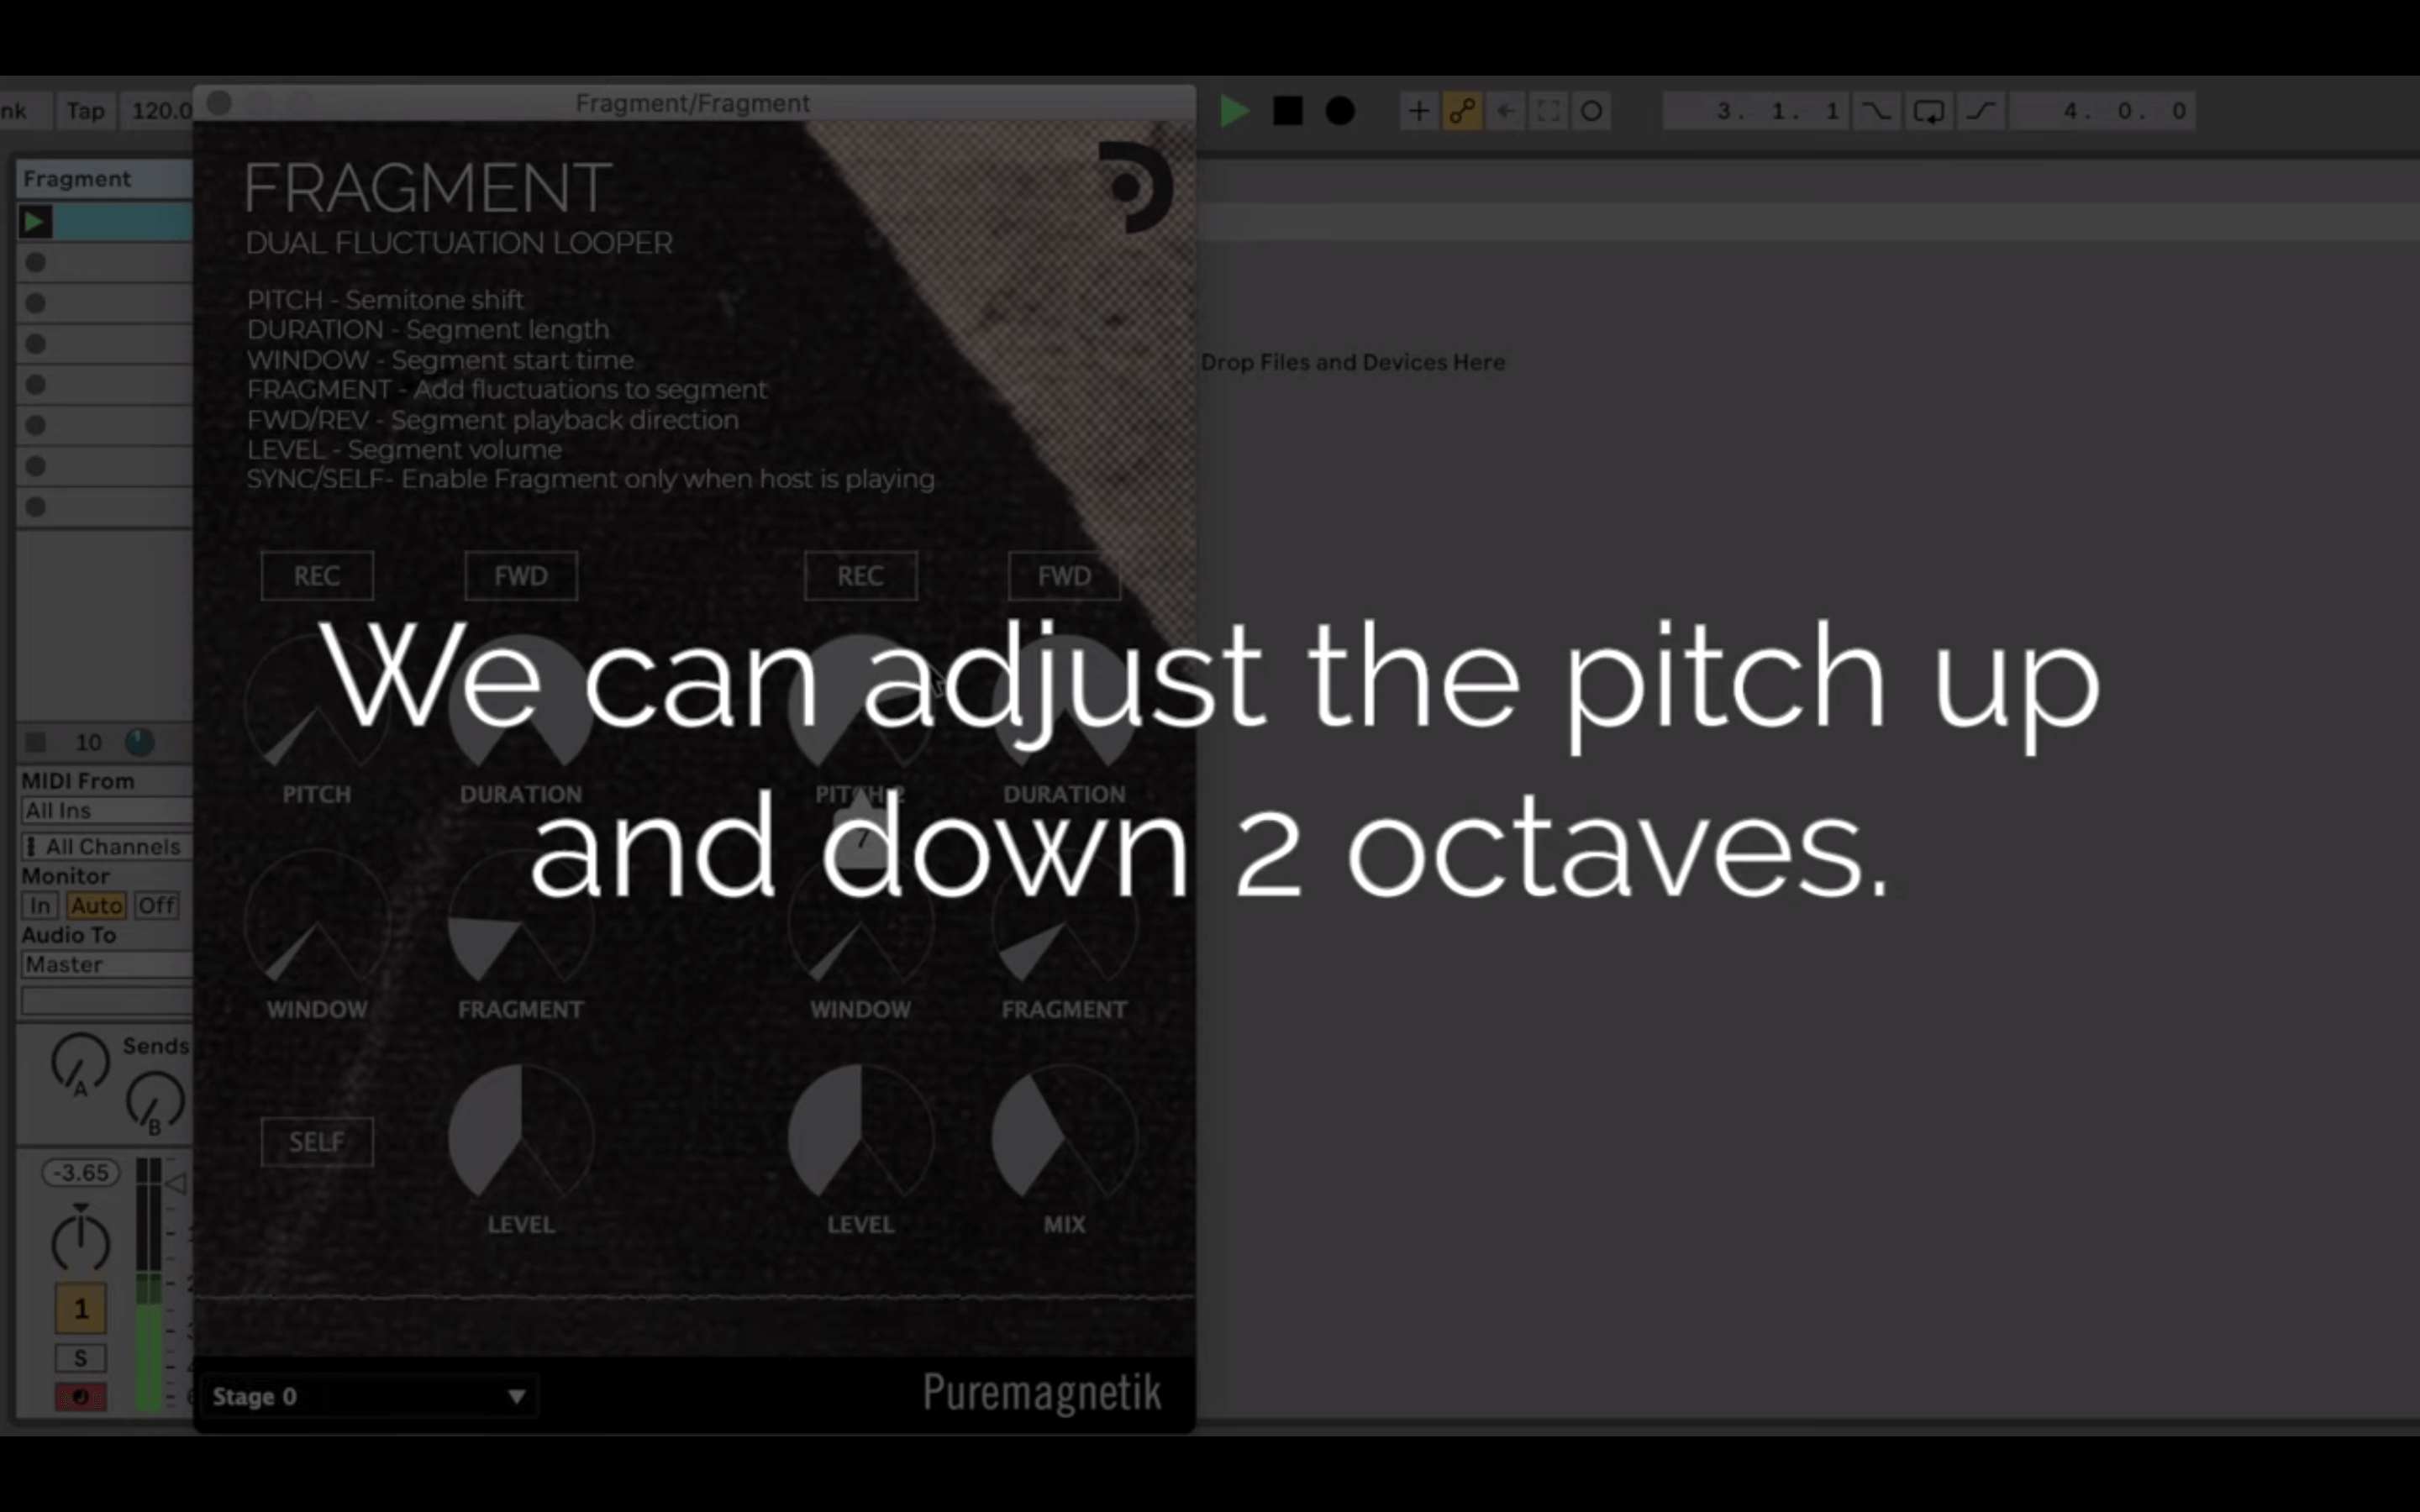 nk
Tap
120.0
Fragment/Fragment
3. 1. 1
4. 0. 0
Fragment
FRAGMENT
DUAL FLUCTUATION LOOPER
PITCH - Semitone shift
DURATION - Segment length
WINDOW - Segment start time
FRAGMENT - Add fluctuations to segment
FWD/REV - Segment playback direction
LEVEL - Segment volume
SYNC/SELF- Enable Fragment only when host is playing
Drop Files and Devices Here
REC
FWD
REC
FWD
We can adjust the pitch up
and down 2 octaves.
PITCH
DURATION
PITCH 2
DURATION
7
WINDOW
FRAGMENT
WINDOW
FRAGMENT
SELF
LEVEL
LEVEL
MIX
10
MIDI From
All Ins
All Channels
Monitor
In Auto Off
Audio To
Master
Sends
A
B
-3.65
1
S
Stage 0
Puremagnetik